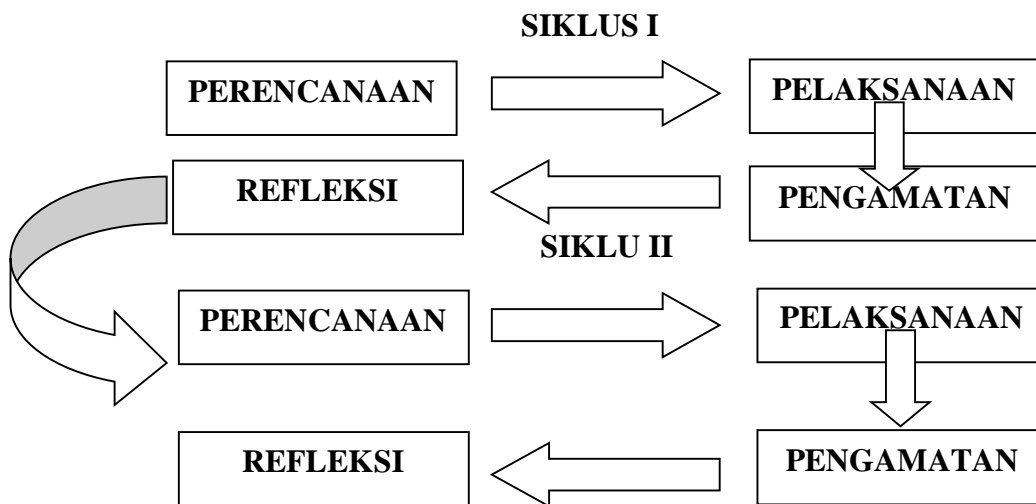 SIKLUS I
PERENCANAAN
PELAKSANAAN
REFLEKSI
PENGAMATAN
SIKLU II
PERENCANAAN
PELAKSANAAN
REFLEKSI
PENGAMATAN